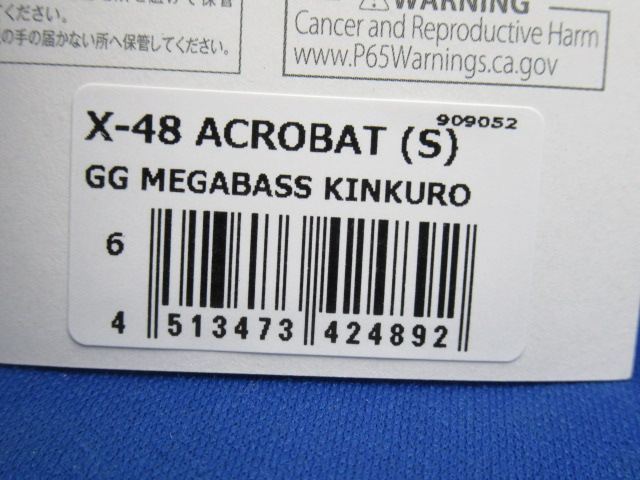 ください。
の手の届かない所へ保管してください。
WARNING
Cancer and Reproductive Harm
www.P65Warnings.ca.gov
909052
X-48 ACROBAT (S)
GG MEGABASS KINKURO
6
4 513473 424892